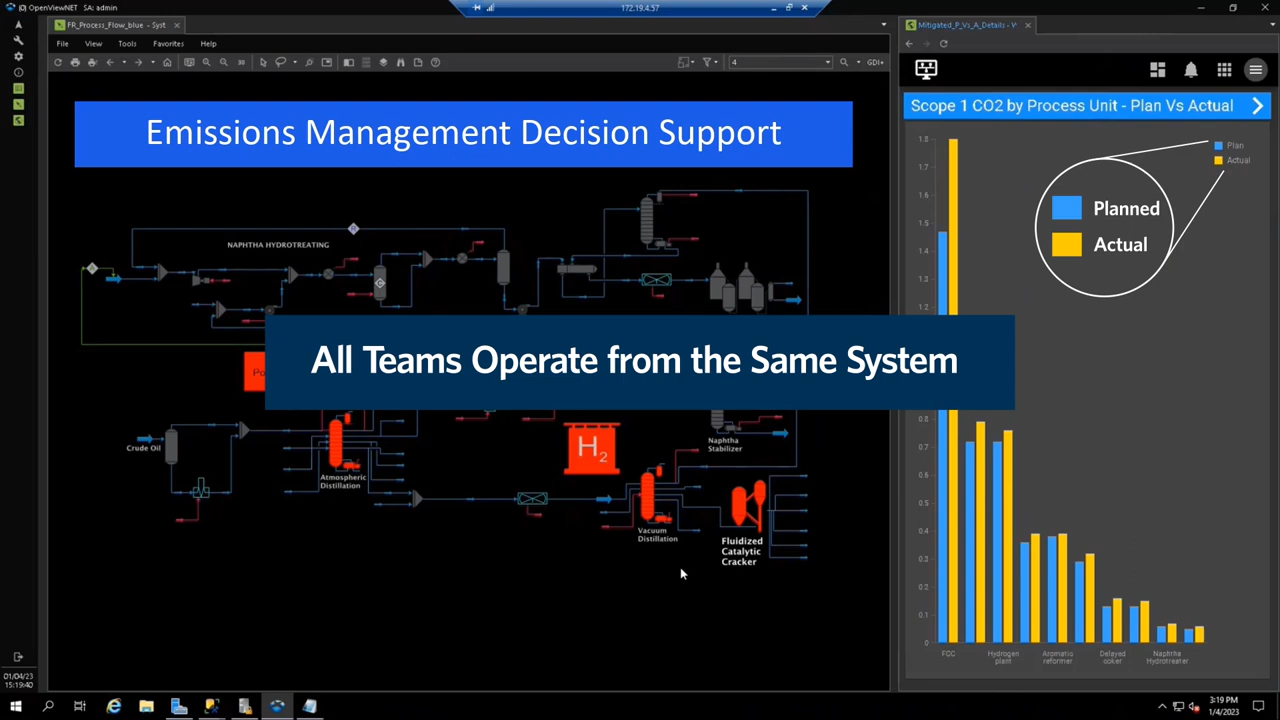 OpenViewNET SA: admin
172.19.4.57
FR_Process_Flow_blue - Syst
File View Tools Favorites Help
4
GDI+
Emissions Management Decision Support
NAPHTHA HYDROTREATING
All Teams Operate from the Same System
Po
Crude Oil
Atmospheric
Distillation
H2
Naphtha
Stabilizer
Vacuum
Distillation
Fluidized
Catalytic
Cracker
Mitigated_P_Vs_A_Details -
Scope 1 CO2 by Process Unit - Plan Vs Actual
Plan
Actual
Planned
Actual
1.8
1.7
1.6
1.5
1.4
1.3
1.2
0.7
0.6
0.5
0.4
0.3
0.2
0.1
0
FCC
Hydrogen
plant
Aromatic
reformer
Delayed
ooker
Naphtha
Hydrotreater
01/04/23
15:19:40
3:19 PM
1/4/2023